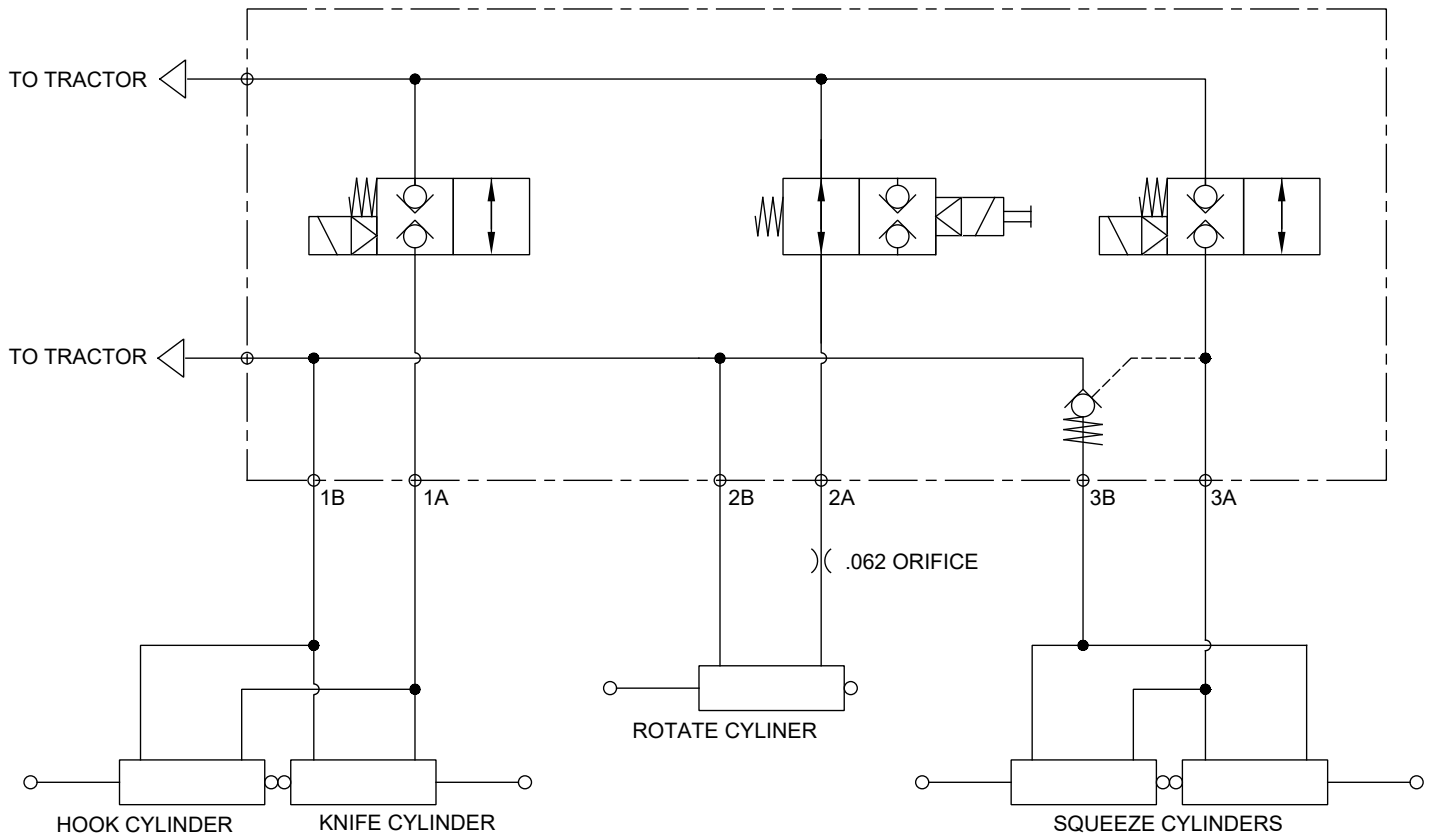 TO TRACTOR
TO TRACTOR
1B
1A
2B
2A
3B
3A
.062 ORIFICE
ROTATE CYLINER
HOOK CYLINDER
KNIFE CYLINDER
SQUEEZE CYLINDERS